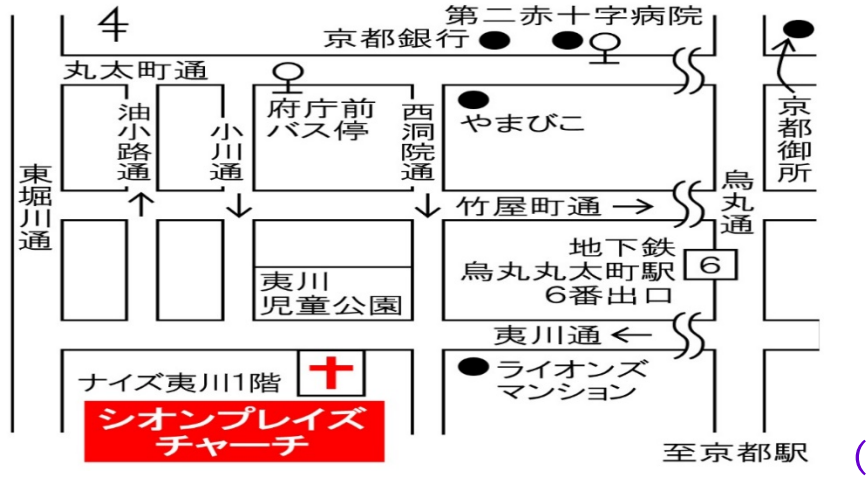 4
第二赤十字病院
京都銀行
丸太町通
府庁前
バス停
やまびこ
京都御所
油小路通
小川通
西洞院通
東堀川通
烏丸通
竹屋町通
地下鉄
烏丸丸太町駅
6番出口
6
夷川
児童公園
夷川通
ナイズ夷川1階
ライオンズ
マンション
シオンプレイズ
チャーチ
至京都駅
(